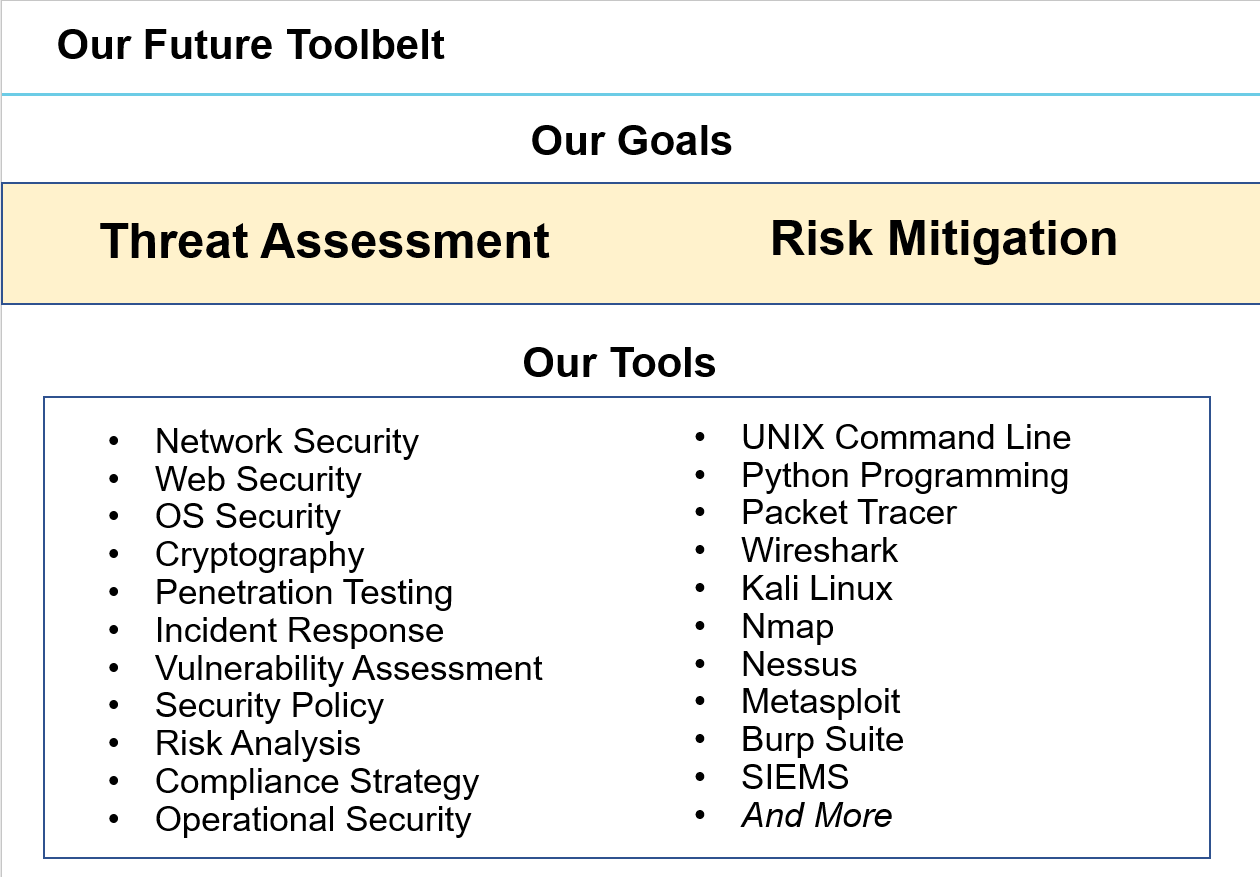 Our Future Toolbelt
Our Goals
Threat Assessment
Risk Mitigation
Our Tools
• Network Security
• Web Security
• OS Security
• Cryptography
• Penetration Testing
• Incident Response
• Vulnerability Assessment
• Security Policy
• Risk Analysis
• Compliance Strategy
• Operational Security
• UNIX Command Line
• Python Programming
• Packet Tracer
• Wireshark
• Kali Linux
• Nmap
• Nessus
• Metasploit
• Burp Suite
• SIEMS
• And More